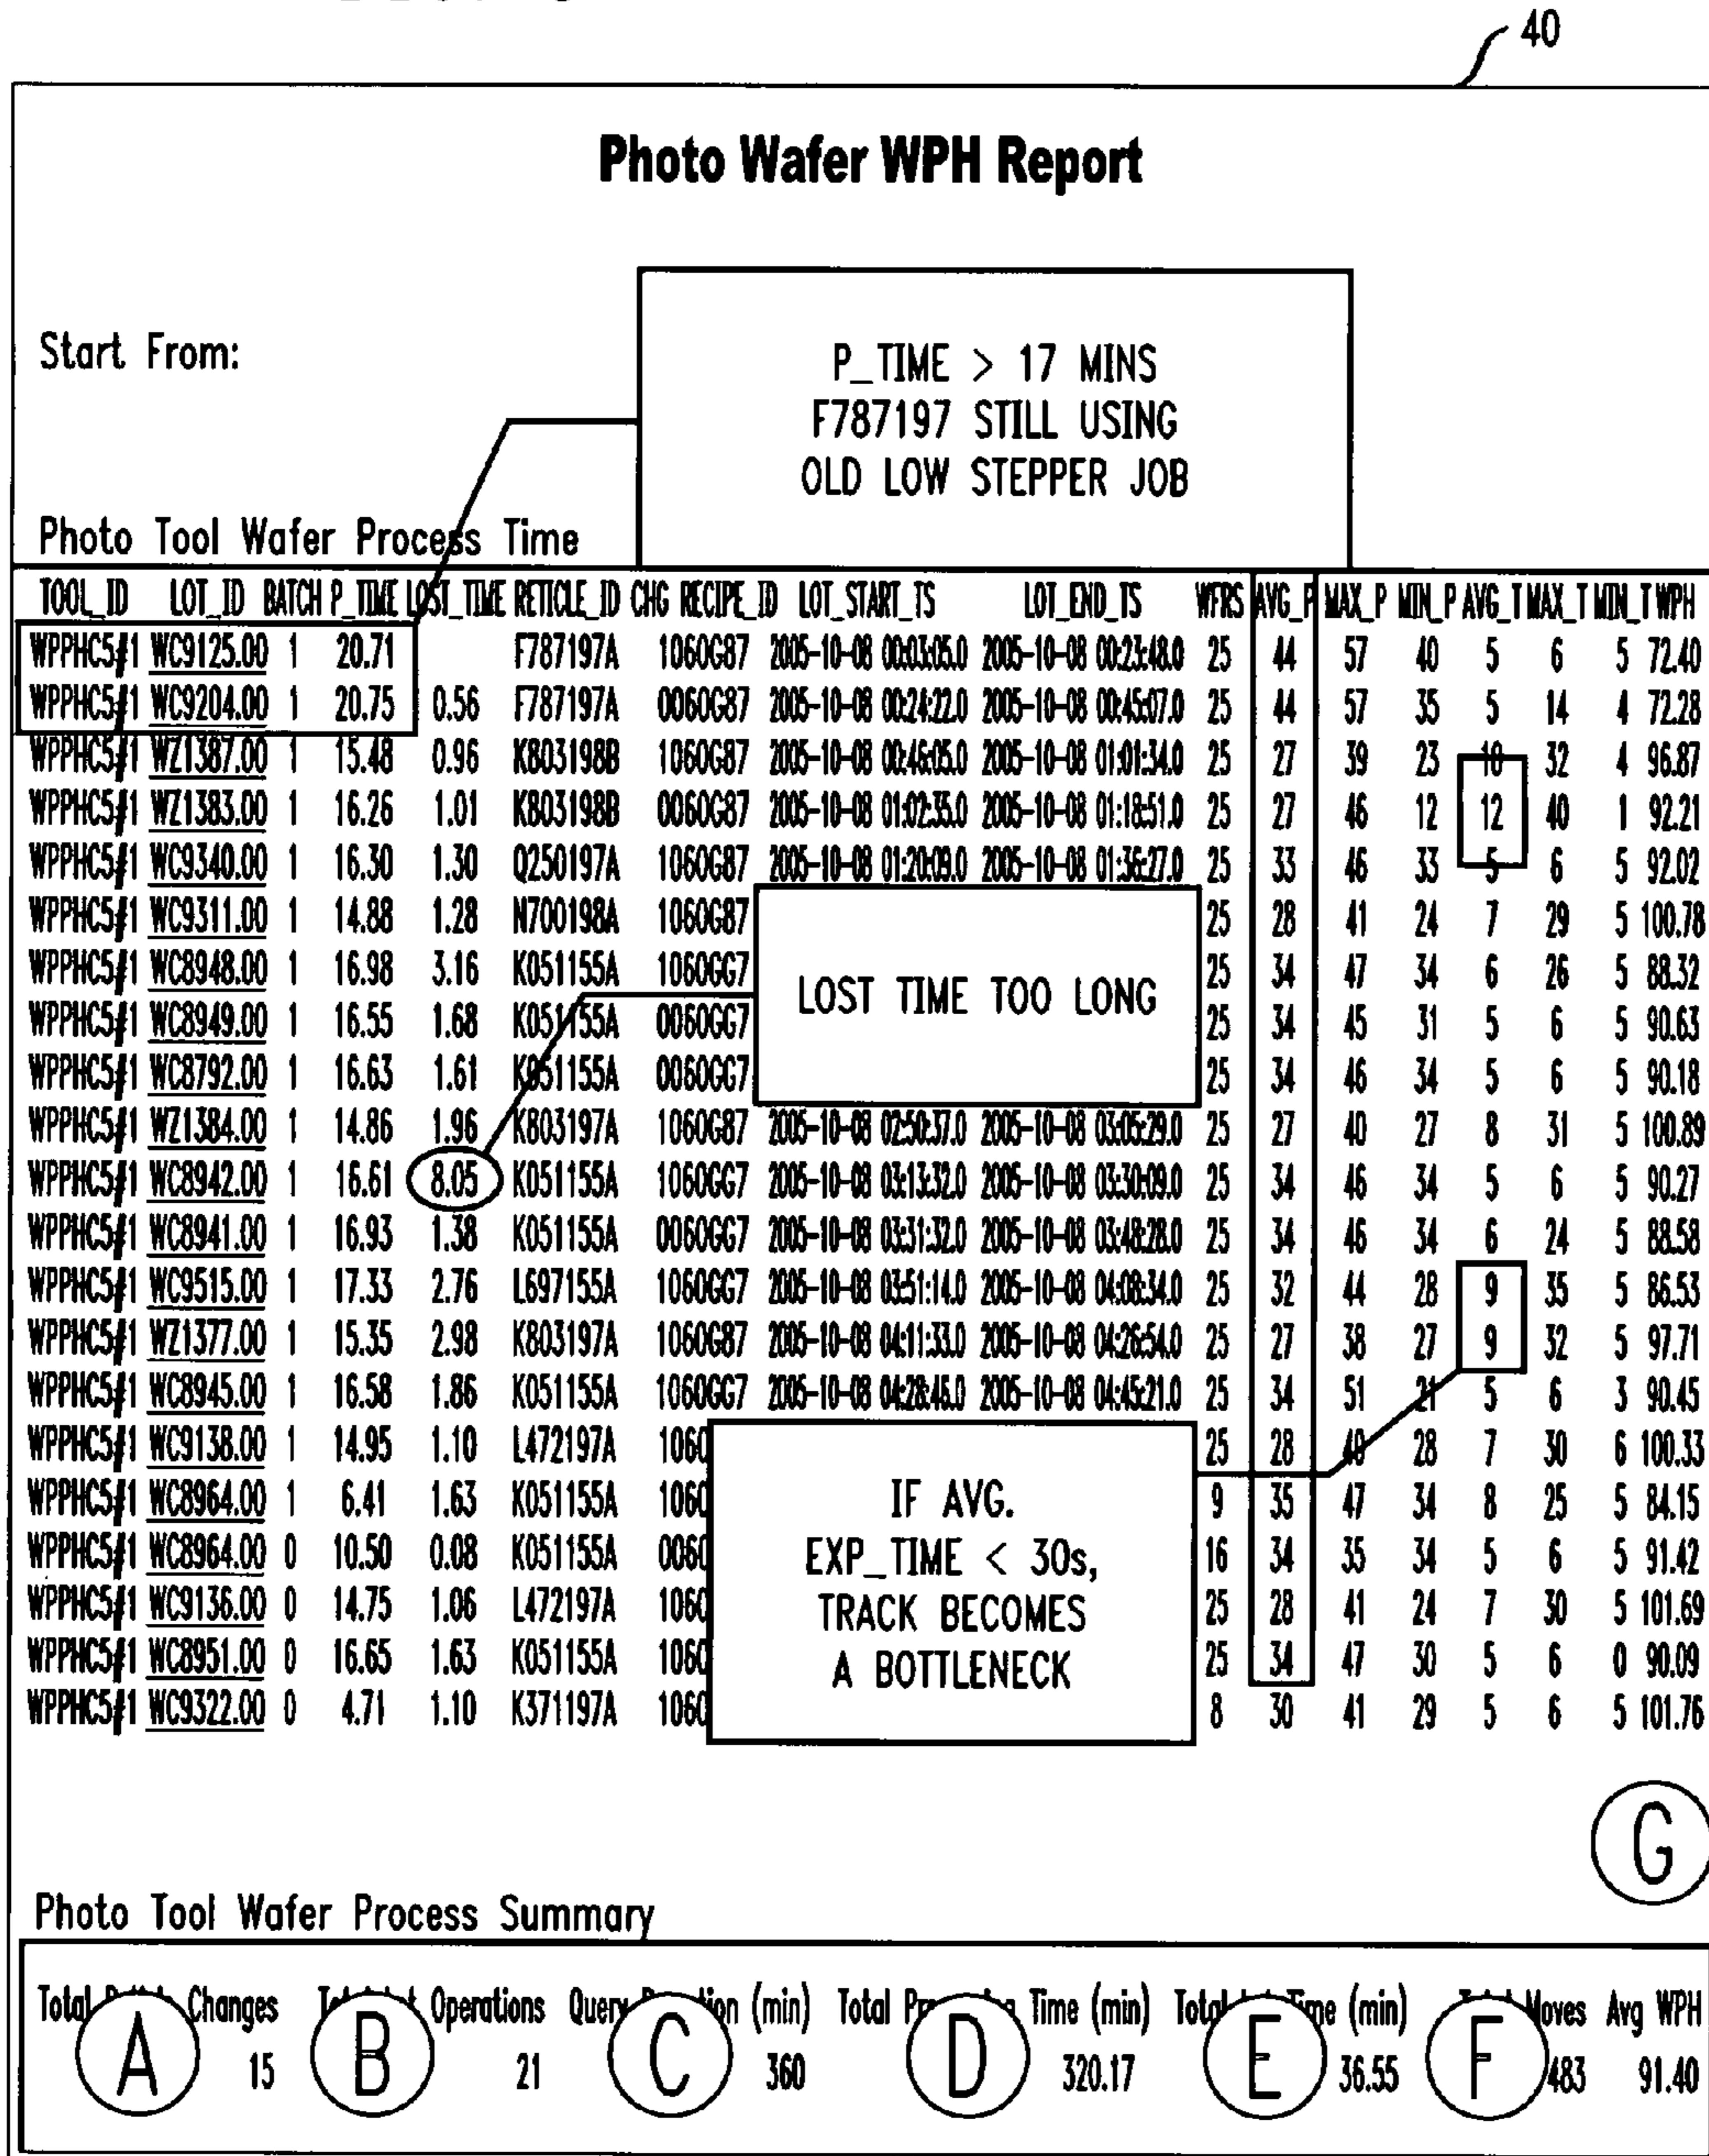 40
Photo Wafer WPH Report
Start From:
P_TIME > 17 MINS
F787197 STILL USING
OLD LOW STEPPER JOB
Photo Tool Wafer Process Time
TOOL_ID LOT_ID BATCH P_TIME LOST_TIME RETICLE_ID CHG RECIPE_ID LOT_START_TS LOT_END_TS WFRS AVG_P MAX_P MIN_P AVG_T MAX_T MIN_T WPH
WPPHC5#1 WC9125.00 1 20.71 F787197A 1060G87 2005-10-08 00:03:05.0 2005-10-08 00:23:48.0 25 44 57 40 5 6 5 72.40
WPPHC5#1 WC9204.00 1 20.75 0.56 F787197A 0060G87 2005-10-08 00:24:22.0 2005-10-08 00:45:07.0 25 44 57 35 5 14 4 72.28
WPPHC5#1 WZ1387.00 1 15.48 0.96 K803198B 1060G87 2005-10-08 00:46:05.0 2005-10-08 01:01:34.0 25 27 39 23 10 32 4 96.87
WPPHC5#1 WZ1383.00 1 16.26 1.01 K803198B 0060G87 2005-10-08 01:02:35.0 2005-10-08 01:18:51.0 25 27 46 12 12 40 1 92.21
WPPHC5#1 WC9340.00 1 16.30 1.30 Q250197A 1060G87 2005-10-08 01:20:09.0 2005-10-08 01:36:27.0 25 33 46 33 5 6 5 92.02
WPPHC5#1 WC9311.00 1 14.88 1.28 N700198A 1060G87 25 28 41 24 7 29 5 100.78
WPPHC5#1 WC8948.00 1 16.98 3.16 K051155A 1060GG7 25 34 47 34 6 26 5 88.32
LOST TIME TOO LONG
WPPHC5#1 WC8949.00 1 16.55 1.68 K051155A 0060GG7 25 34 45 31 5 6 5 90.63
WPPHC5#1 WC8792.00 1 16.63 1.61 K051155A 0060GG7 25 34 46 34 5 6 5 90.18
WPPHC5#1 WZ1384.00 1 14.86 1.96 K803197A 1060G87 2005-10-08 02:50:37.0 2005-10-08 03:05:29.0 25 27 40 27 8 31 5 100.89
WPPHC5#1 WC8942.00 1 16.61 8.05 K051155A 1060GG7 2005-10-08 03:13:32.0 2005-10-08 03:30:09.0 25 34 46 34 5 6 5 90.27
WPPHC5#1 WC8941.00 1 16.93 1.38 K051155A 0060GG7 2005-10-08 03:31:32.0 2005-10-08 03:48:28.0 25 34 46 34 6 24 5 88.58
WPPHC5#1 WC9515.00 1 17.33 2.76 L697155A 1060GG7 2005-10-08 03:51:14.0 2005-10-08 04:08:34.0 25 32 44 28 9 35 5 86.53
WPPHC5#1 WZ1377.00 1 15.35 2.98 K803197A 1060G87 2005-10-08 04:11:33.0 2005-10-08 04:26:54.0 25 27 38 27 9 32 5 97.71
WPPHC5#1 WC8945.00 1 16.58 1.86 K051155A 1060GG7 2005-10-08 04:28:46.0 2005-10-08 04:45:21.0 25 34 51 21 5 6 3 90.45
WPPHC5#1 WC9138.00 1 14.95 1.10 L472197A 1060 25 28 40 28 7 30 6 100.33
WPPHC5#1 WC8964.00 1 6.41 1.63 K051155A 1060 9 35 47 34 8 25 5 84.15
WPPHC5#1 WC8964.00 0 10.50 0.08 K051155A 0060 16 34 35 34 5 6 5 91.42
WPPHC5#1 WC9136.00 0 14.75 1.06 L472197A 1060 25 28 41 24 7 30 5 101.69
WPPHC5#1 WC8951.00 0 16.65 1.63 K051155A 1060 25 34 47 30 5 6 0 90.09
WPPHC5#1 WC9322.00 0 4.71 1.10 K371197A 1060 8 30 41 29 5 6 5 101.76
IF AVG.
EXP_TIME < 30s,
TRACK BECOMES
A BOTTLENECK
G
Photo Tool Wafer Process Summary
Total Changes Operations Query (min) Total Time (min) Total Time (min) Moves Avg WPH
A 15 B 21 C 360 D 320.17 E 36.55 F 483 91.40